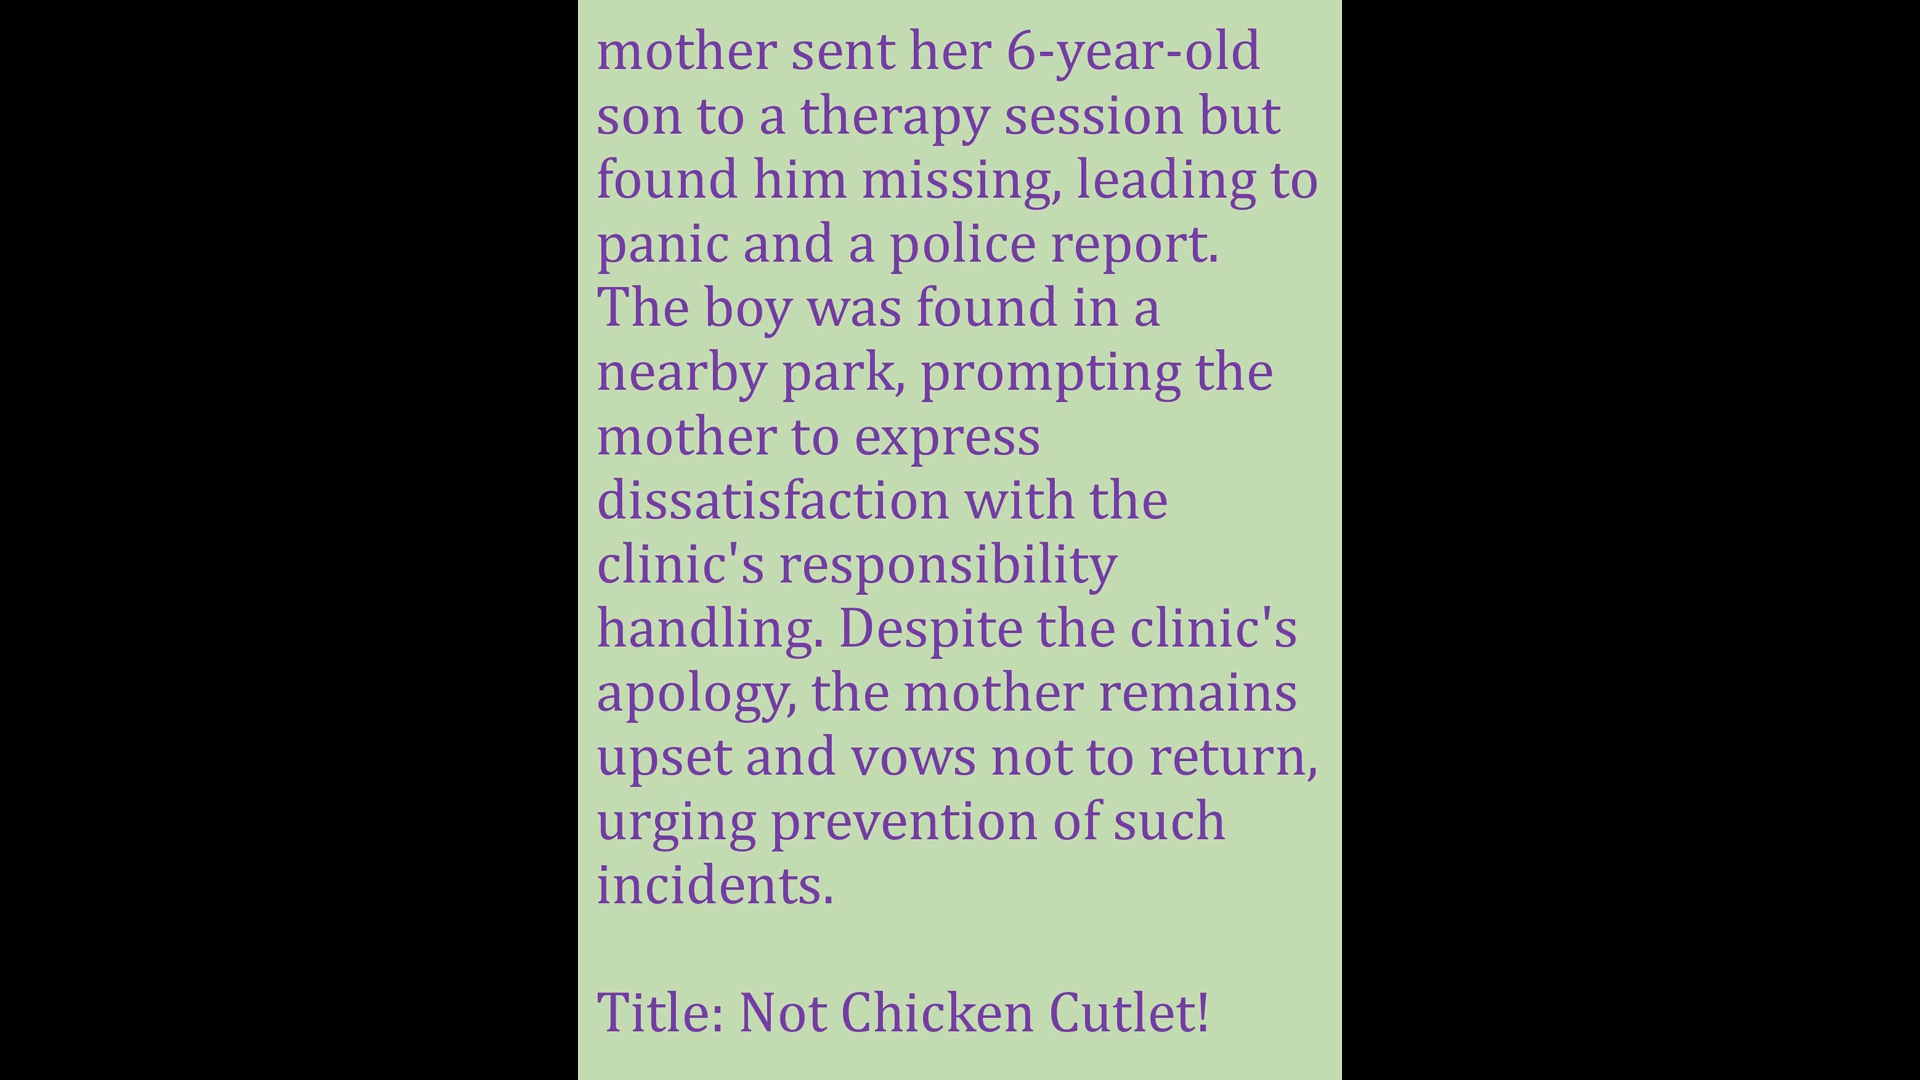 mother sent her 6-year-old
son to a therapy session but
found him missing, leading to
panic and a police report.
The boy was found in a
nearby park, prompting the
mother to express
dissatisfaction with the
clinic's responsibility
handling. Despite the clinic's
apology, the mother remains
upset and vows not to return,
urging prevention of such
incidents.
Title: Not Chicken Cutlet!